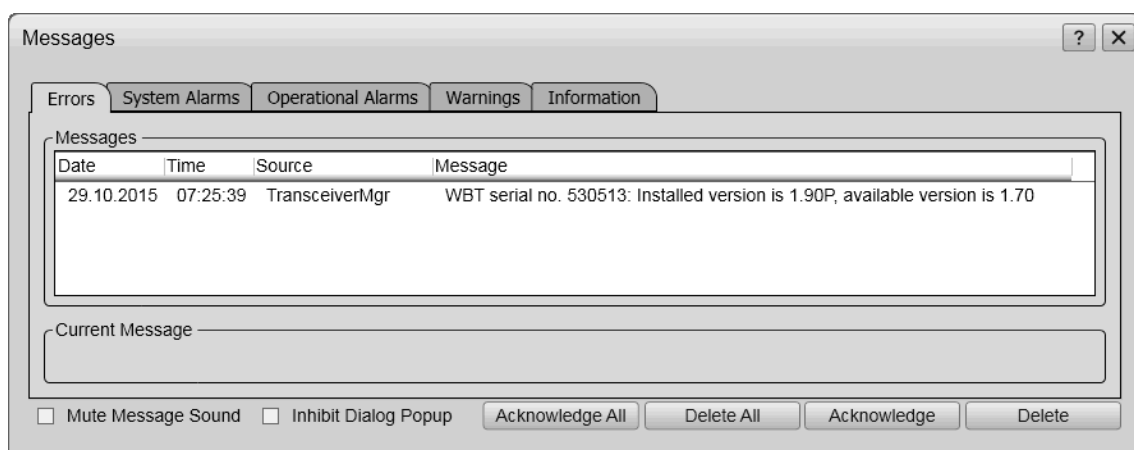 Messages ? X
Errors System Alarms Operational Alarms Warnings Information
Messages
Date Time Source Message
29.10.2015 07:25:39 TransceiverMgr WBT serial no. 530513: Installed version is 1.90P, available version is 1.70
Current Message
Mute Message Sound Inhibit Dialog Popup Acknowledge All Delete All Acknowledge Delete